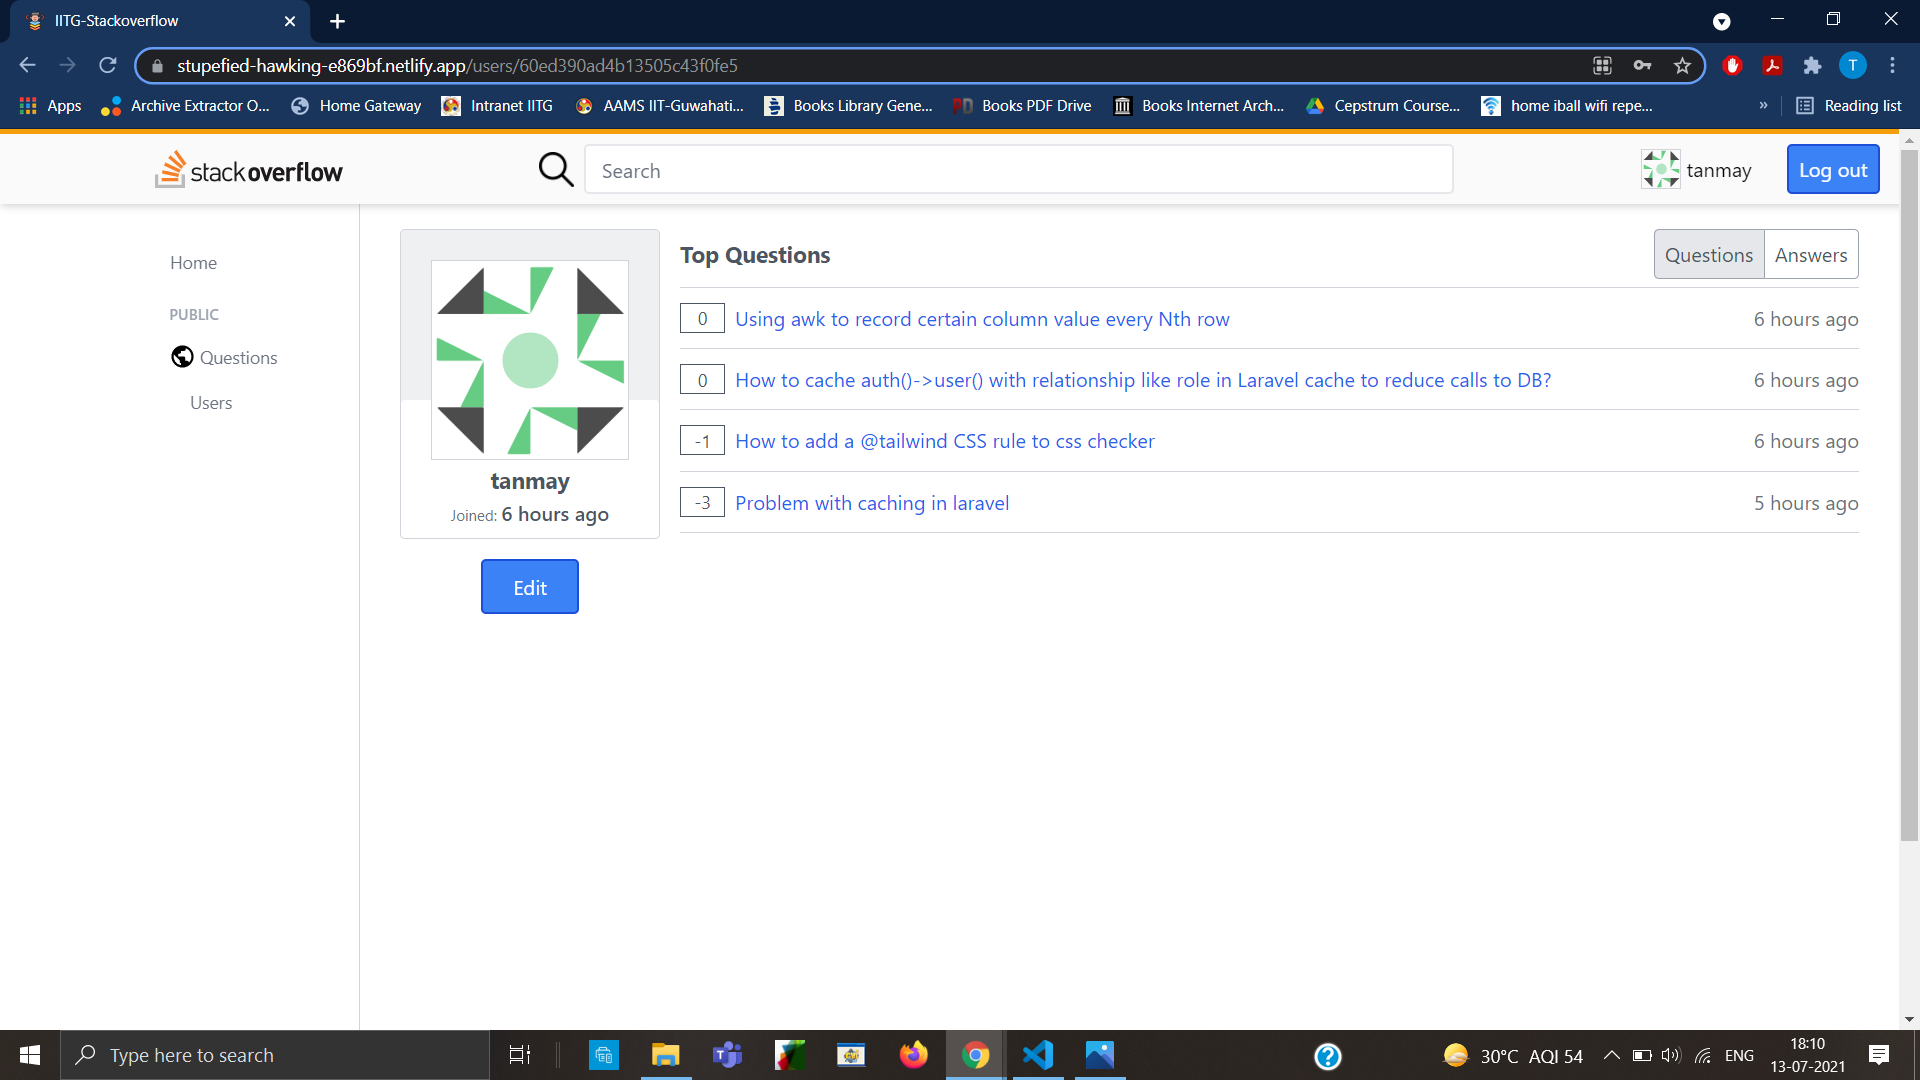 IITG-Stackoverflow
stupefied-hawking-e869bf.netlify.app/users/60ed390ad4b13505c43f0fe5
T
Apps Archive Extractor O... Home Gateway Intranet IITG AAMS IIT-Guwahati... Books Library Gene... Books PDF Drive Books Internet Arch... Cepstrum Course... home iball wifi repe... » Reading list
stackoverflow
Search
tanmay
Log out
Home
PUBLIC
Questions
Users
tanmay
Joined: 6 hours ago
Edit
Top Questions
Questions Answers
0 Using awk to record certain column value every Nth row 6 hours ago
0 How to cache auth()->user() with relationship like role in Laravel cache to reduce calls to DB? 6 hours ago
-1 How to add a @tailwind CSS rule to css checker 6 hours ago
-3 Problem with caching in laravel 5 hours ago
Type here to search
30°C AQI 54
ENG
18:10
13-07-2021